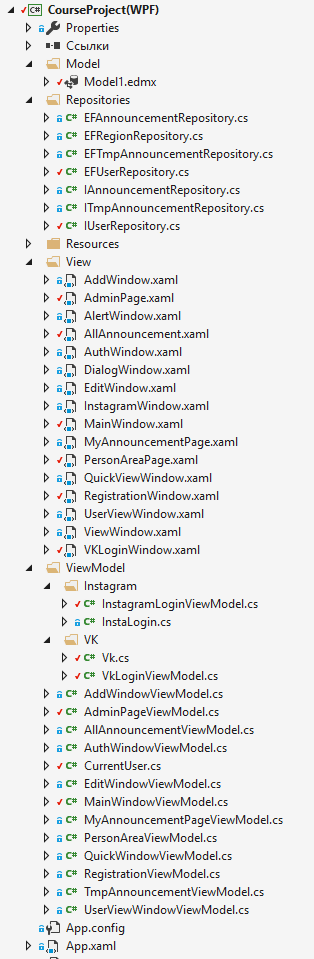 C# CourseProject(WPF)
Properties
Ссылки
Model
Model1.edmx
Repositories
C# EFAnnouncementRepository.cs
C# EFRegionRepository.cs
C# EFTmpAnnouncementRepository.cs
C# EFUserRepository.cs
C# IAnnouncementRepository.cs
C# ITmpAnnouncementRepository.cs
C# IUserRepository.cs
Resources
View
AddWindow.xaml
AdminPage.xaml
AlertWindow.xaml
AllAnnouncement.xaml
AuthWindow.xaml
DialogWindow.xaml
EditWindow.xaml
InstagramWindow.xaml
MainWindow.xaml
MyAnnouncementPage.xaml
PersonAreaPage.xaml
QuickViewWindow.xaml
RegistrationWindow.xaml
UserViewWindow.xaml
ViewWindow.xaml
VKLoginWindow.xaml
ViewModel
Instagram
C# InstagramLoginViewModel.cs
C# InstaLogin.cs
VK
C# Vk.cs
C# VkLoginViewModel.cs
C# AddWindowViewModel.cs
C# AdminPageViewModel.cs
C# AllAnnouncementViewModel.cs
C# AuthWindowViewModel.cs
C# CurrentUser.cs
C# EditWindowViewModel.cs
C# MainWindowViewModel.cs
C# MyAnnouncementPageViewModel.cs
C# PersonAreaViewModel.cs
C# QuickWindowViewModel.cs
C# RegistrationViewModel.cs
C# TmpAnnouncementViewModel.cs
C# UserViewWindowViewModel.cs
App.config
App.xaml